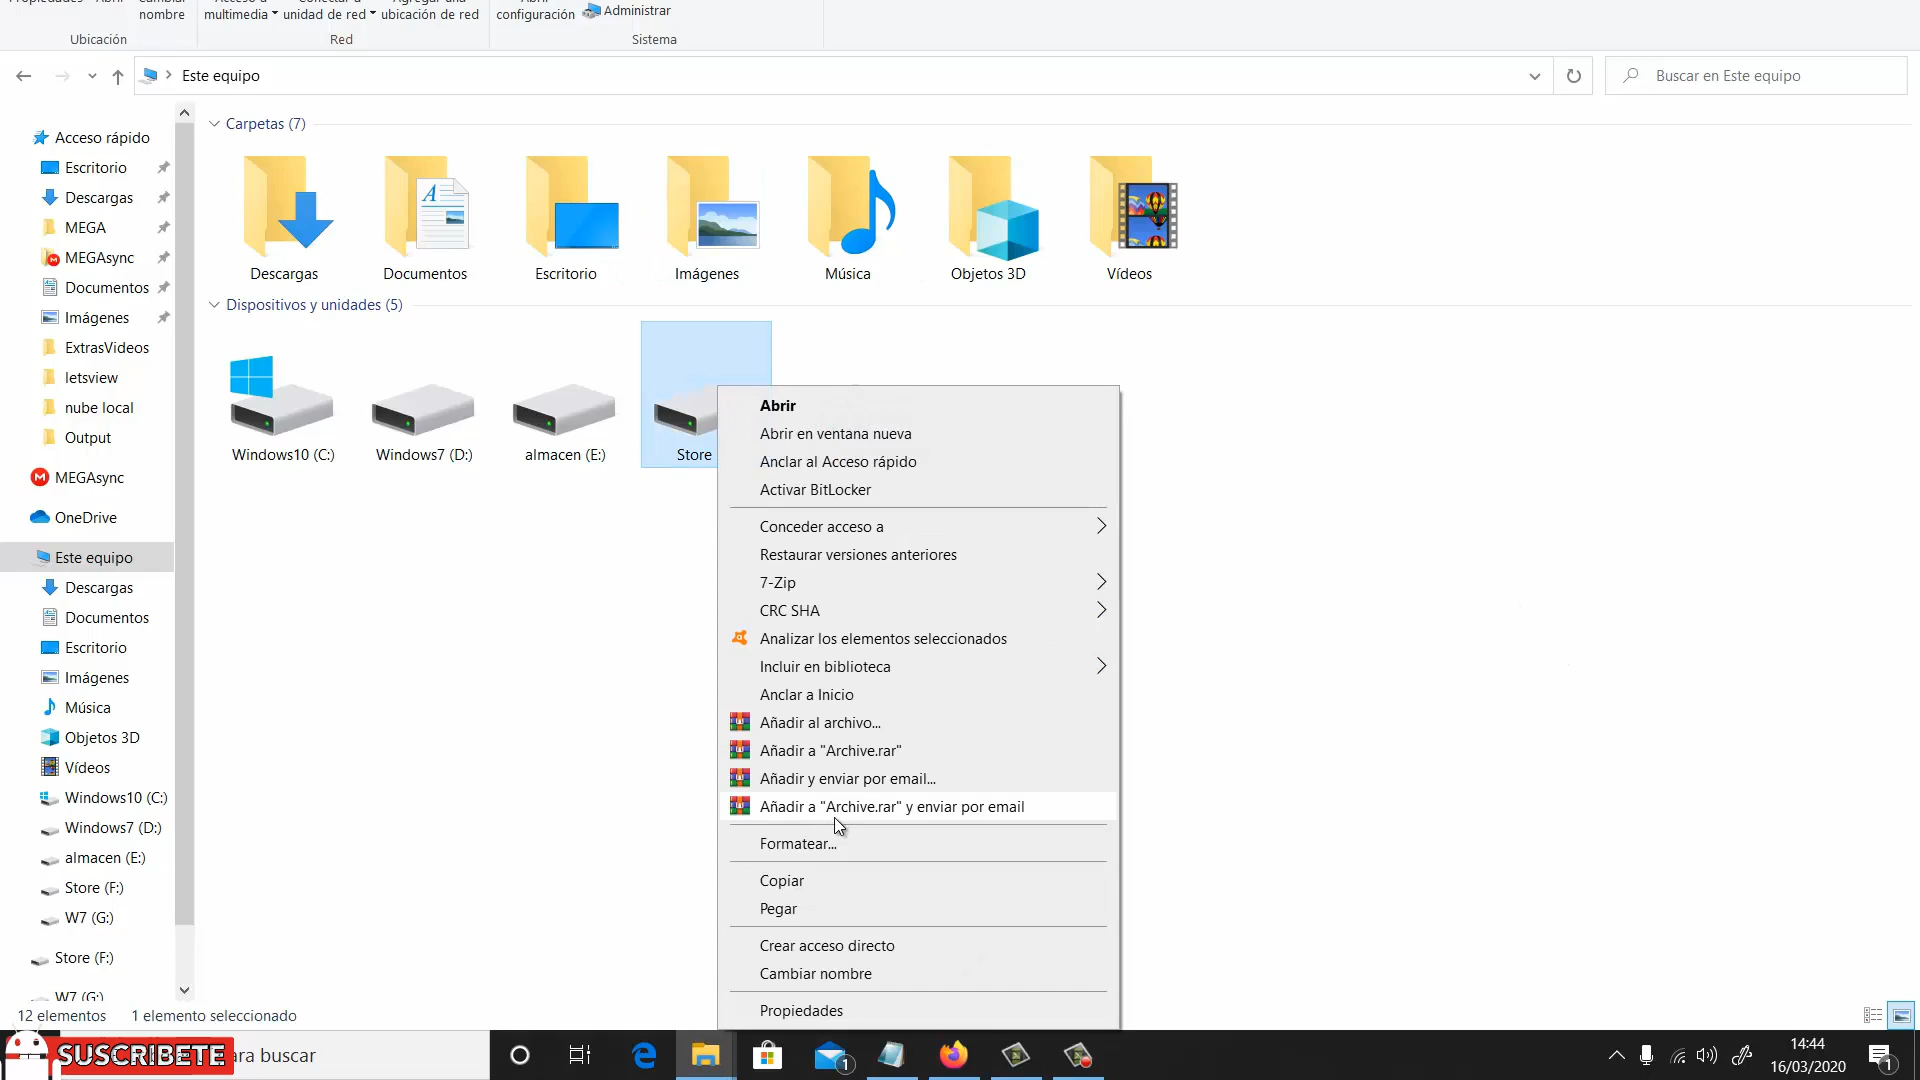 nombre
multimedia
unidad de red
ubicación de red
configuración
Administrar
Ubicación
Red
Sistema
Este equipo
Buscar en Este equipo
Acceso rápido
Escritorio
Descargas
MEGA
MEGAsync
Documentos
Imágenes
ExtrasVideos
letsview
nube local
Output
MEGAsync
OneDrive
Este equipo
Descargas
Documentos
Escritorio
Imágenes
Música
Objetos 3D
Vídeos
Windows10 (C:)
Windows7 (D:)
almacen (E:)
Store (F:)
W7 (G:)
Store (F:)
W7 (G:)
Carpetas (7)
Descargas
Documentos
Escritorio
Imágenes
Música
Objetos 3D
Vídeos
Dispositivos y unidades (5)
Windows10 (C:)
Windows7 (D:)
almacen (E:)
Store
Abrir
Abrir en ventana nueva
Anclar al Acceso rápido
Activar BitLocker
Conceder acceso a
Restaurar versiones anteriores
7-Zip
CRC SHA
Analizar los elementos seleccionados
Incluir en biblioteca
Anclar a Inicio
Añadir al archivo...
Añadir a "Archive.rar"
Añadir y enviar por email...
Añadir a "Archive.rar" y enviar por email
Formatear...
Copiar
Pegar
Crear acceso directo
Cambiar nombre
Propiedades
12 elementos
1 elemento seleccionado
SUSCRIBETE
ara buscar
1
14:44
16/03/2020
1